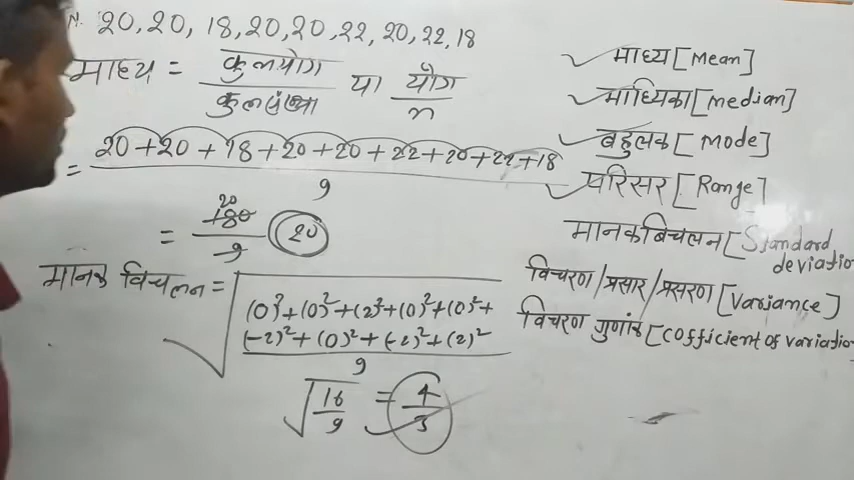 N. 20, 20, 18, 20, 20, 22, 20, 22, 18
माध्य = कुलयोग / कुल संख्या या योग / n
= 20 + 20 + 18 + 20 + 20 + 22 + 20 + 22 + 18 / 9
= 180 / 9 20 (20)
मानक विचलन = √ (0)² + (0)² + (2)² + (0)² + (0)² +
(-2)² + (0)² + (-2)² + (2)²
9
√16/9 = 4/3
माध्य [Mean]
माध्यिका [median]
बहुलक [Mode]
परिसर [Range]
मानक बिचलन [Standard
deviatio
विचरण / प्रसार / प्रसरण [Variance]
विचरण गुणांक [Cofficient of variatio